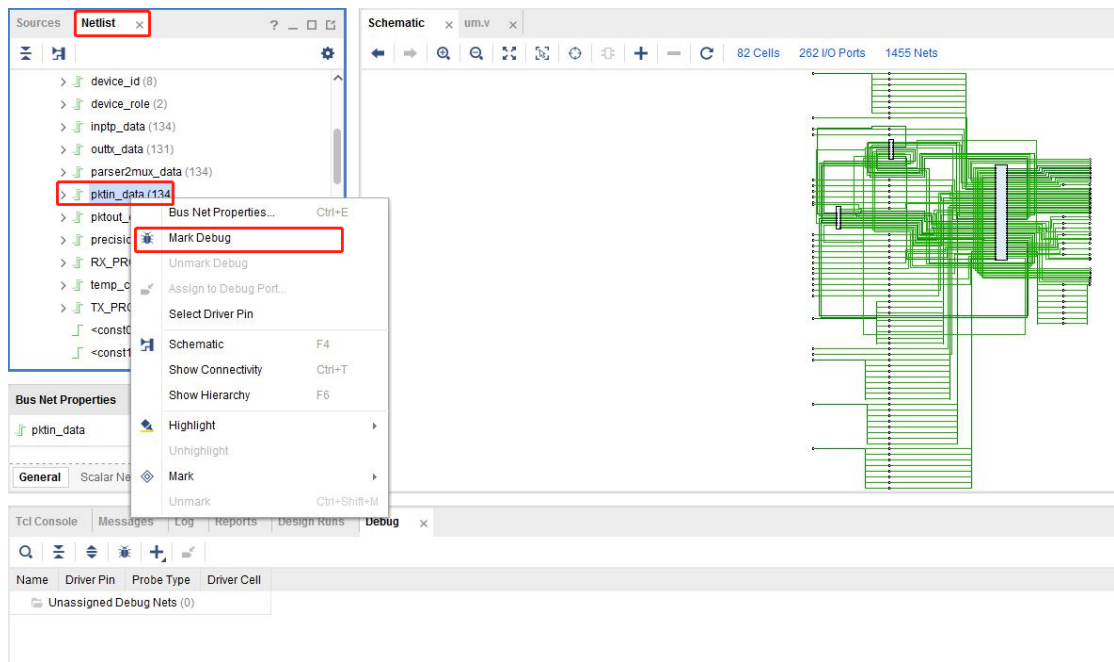 Sources Netlist × ? _
Schematic × um.v ×
82 Cells 262 I/O Ports 1455 Nets
device_id (8)
device_role (2)
inptp_data (134)
outtx_data (131)
parser2mux_data (134)
pktin_data (134
pktout_
precisio
RX_PR
temp_c
TX_PRO
<const0
<const1
Bus Net Properties... Ctrl+E
Mark Debug
Unmark Debug
Assign to Debug Port...
Select Driver Pin
Schematic F4
Show Connectivity Ctrl+T
Show Hierarchy F6
Highlight
Unhighlight
Mark
Unmark Ctrl+Shift+M
Bus Net Properties
pktin_data
General Scalar Ne
Tcl Console Messages Log Reports Design Runs Debug ×
Name Driver Pin Probe Type Driver Cell
Unassigned Debug Nets (0)